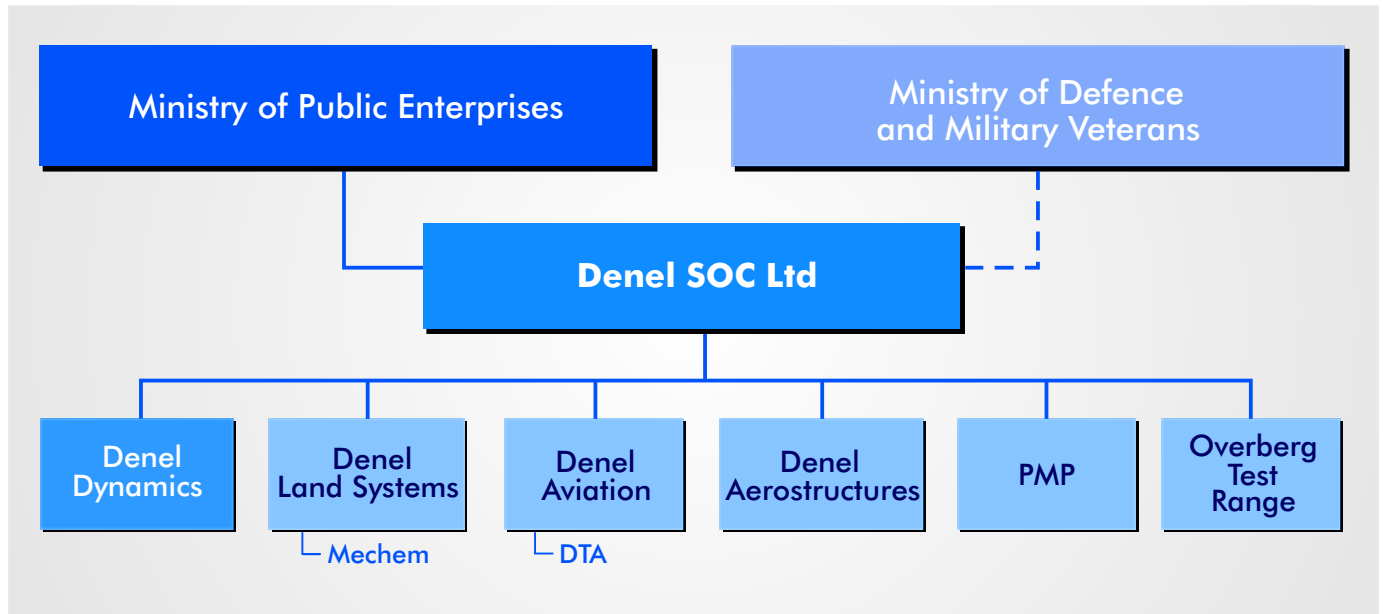 Ministry of Public Enterprises
Ministry of Defence
and Military Veterans
Denel SOC Ltd
Denel
Dynamics
Denel
Land Systems
Denel
Aviation
Denel
Aerostructures
PMP
Overberg
Test
Range
Mechem
DTA